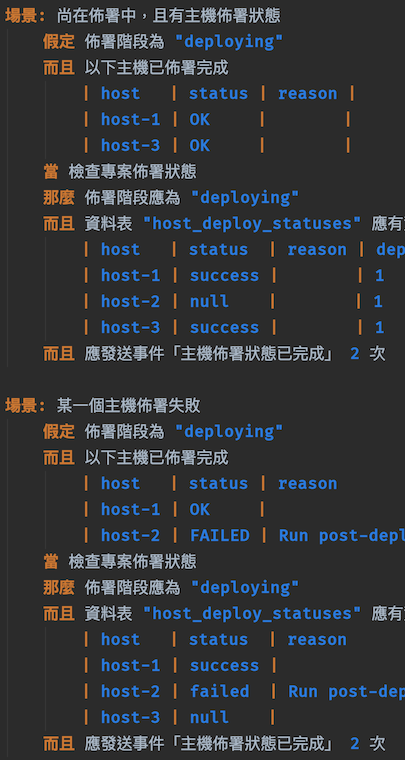 場景: 尚在佈署中，且有主機佈署狀態
假定 佈署階段為 "deploying"
而且 以下主機已佈署完成
| host | status | reason |
| host-1 | OK | |
| host-3 | OK | |
當 檢查專案佈署狀態
那麼 佈署階段應為 "deploying"
而且 資料表 "host_deploy_statuses" 應有
| host | status | reason | dep
| host-1 | success | | 1
| host-2 | null | | 1
| host-3 | success | | 1
而且 應發送事件「主機佈署狀態已完成」 2 次
場景: 某一個主機佈署失敗
假定 佈署階段為 "deploying"
而且 以下主機已佈署完成
| host | status | reason
| host-1 | OK |
| host-2 | FAILED | Run post-depl
當 檢查專案佈署狀態
那麼 佈署階段應為 "deploying"
而且 資料表 "host_deploy_statuses" 應有
| host | status | reason
| host-1 | success |
| host-2 | failed | Run post-dep
| host-3 | null |
而且 應發送事件「主機佈署狀態已完成」 2 次